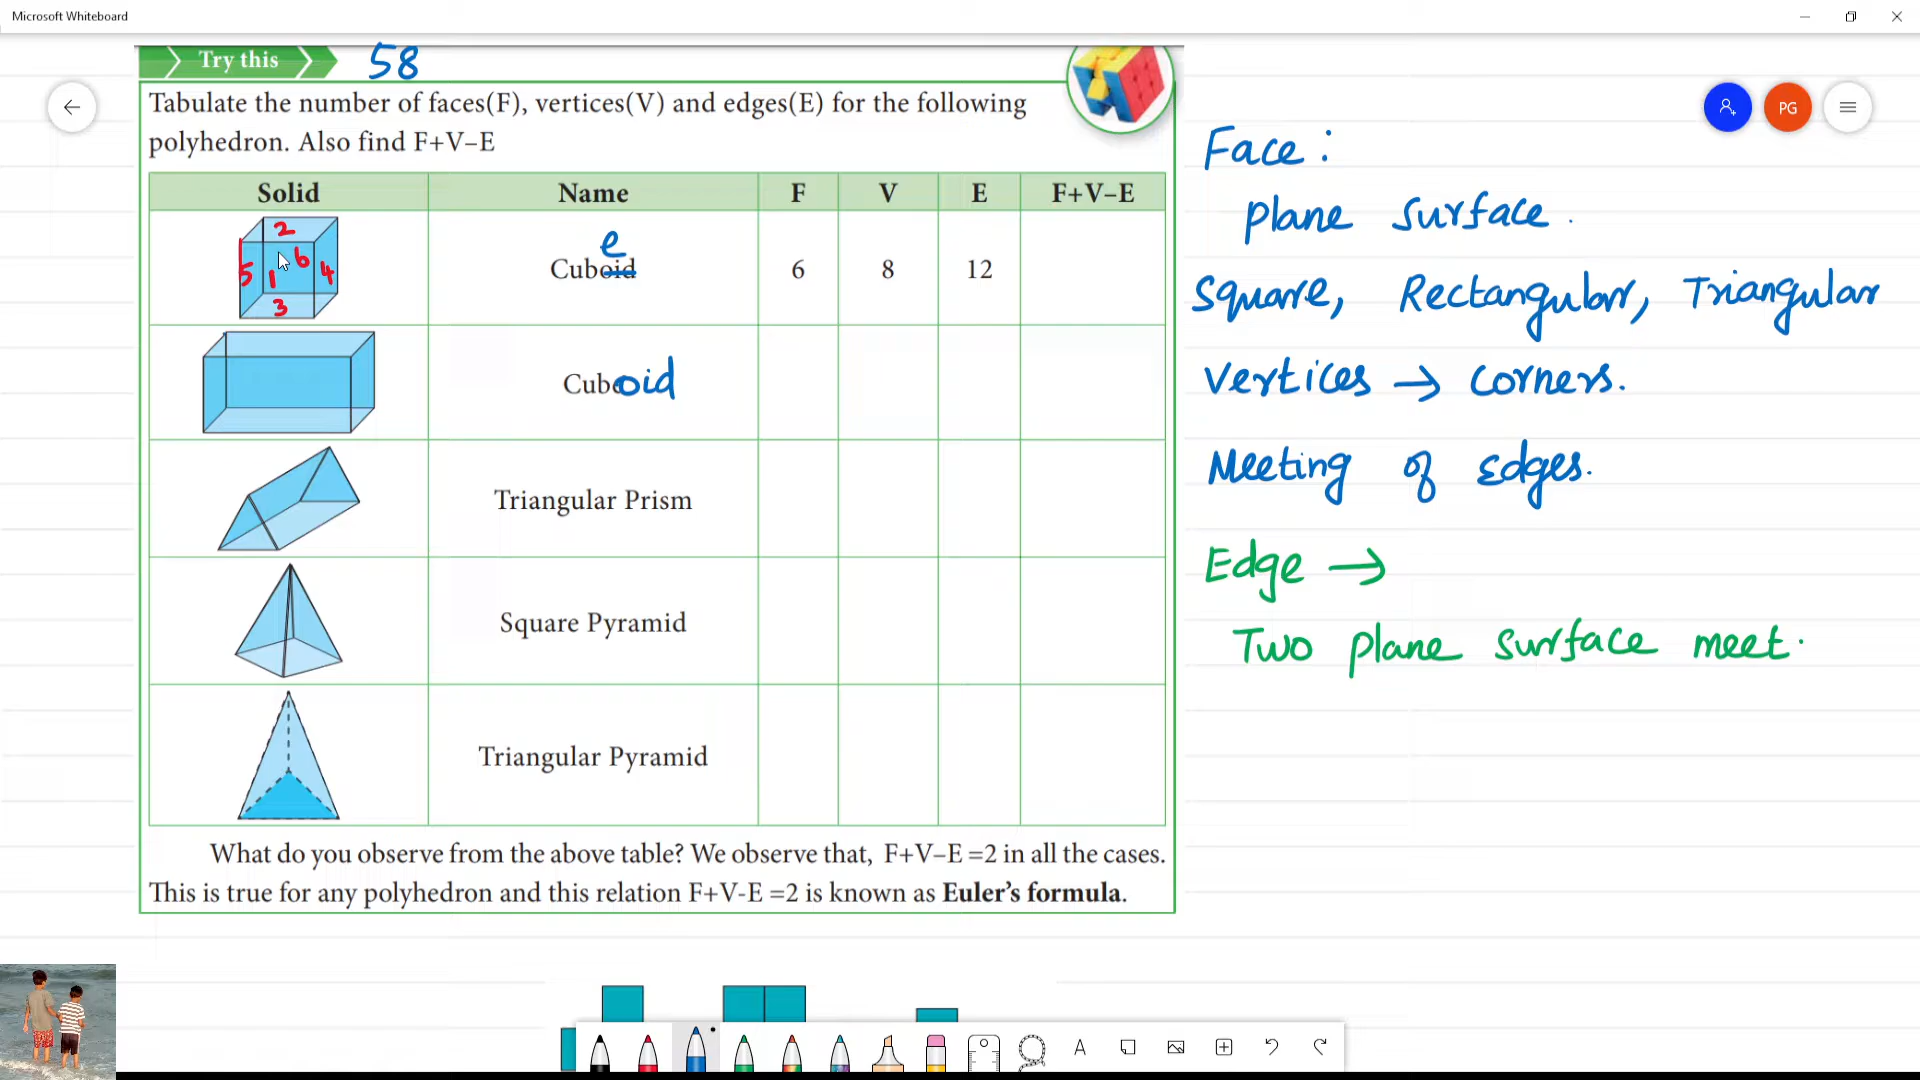 Microsoft Whiteboard
Try this
58
Tabulate the number of faces(F), vertices(V) and edges(E) for the following
polyhedron. Also find F+V–E
Solid Name F V E F+V–E
2
5 1 6 4
3
e
Cuboid 6 8 12
Cuboid
Triangular Prism
Square Pyramid
Triangular Pyramid
What do you observe from the above table? We observe that, F+V–E =2 in all the cases.
This is true for any polyhedron and this relation F+V-E =2 is known as Euler's formula.
PG
Face :
plane surface.
Square, Rectangular, Triangular
Vertices → corners.
Meeting of Edges.
Edge →
Two plane surface meet.
A